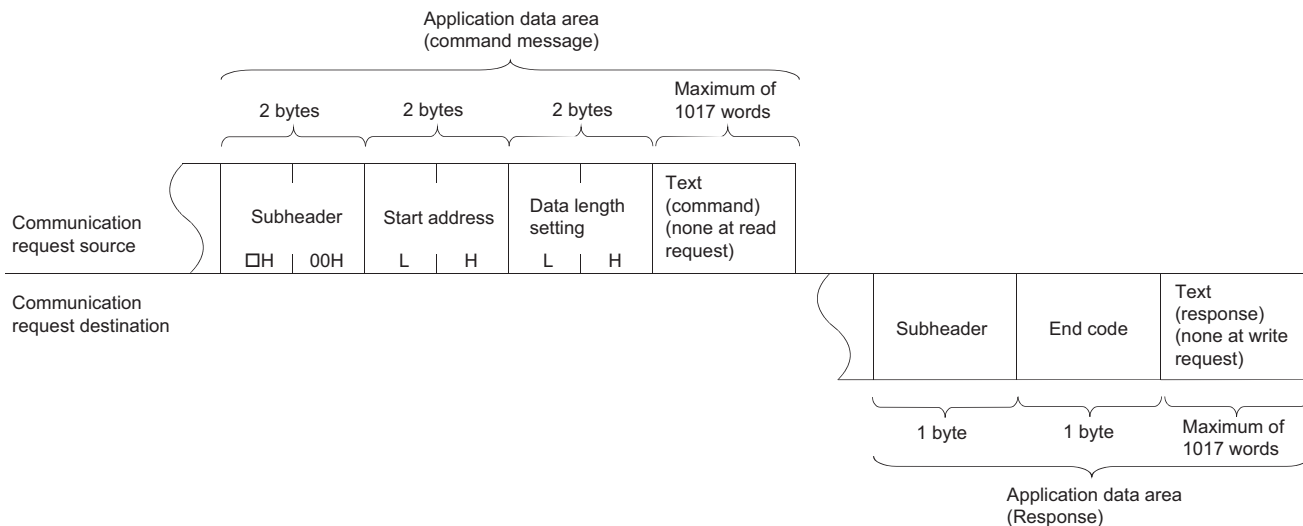 Application data area
(command message)
2 bytes
2 bytes
2 bytes
Maximum of
1017 words
Communication
request source
Subheader
□H
00H
Start address
L
H
Data length
setting
L
H
Text
(command)
(none at read
request)
Communication
request destination
Subheader
End code
Text
(response)
(none at write
request)
1 byte
1 byte
Maximum of
1017 words
Application data area
(Response)